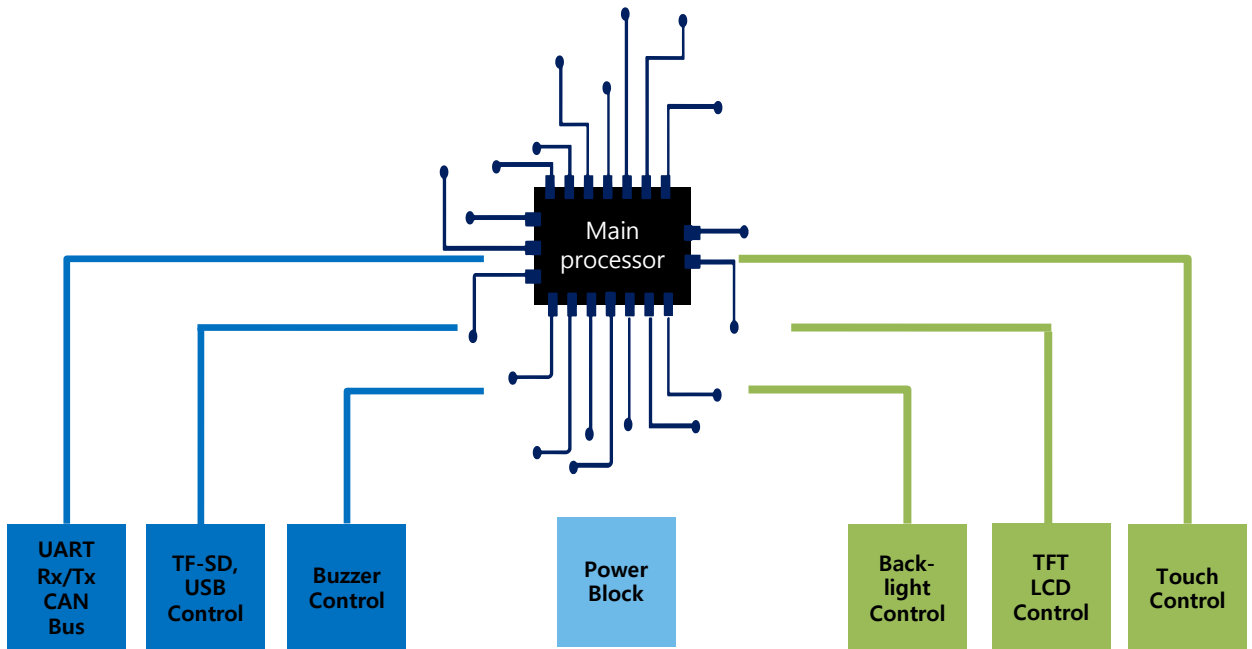 Main
processor
UART
Rx/Tx
CAN
Bus
TF-SD,
USB
Control
Buzzer
Control
Power
Block
Back-
light
Control
TFT
LCD
Control
Touch
Control